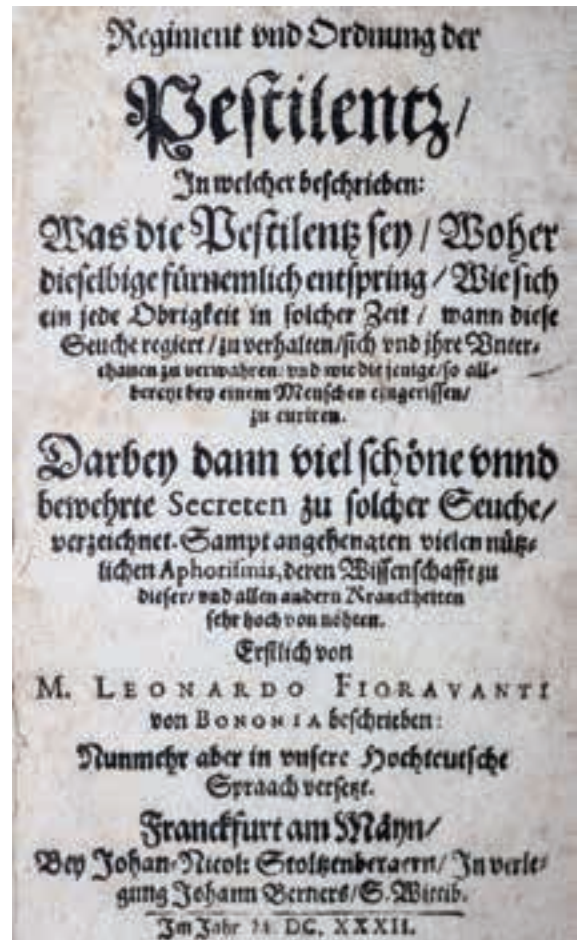 Regiment vnd Ordnung der
Pestilentz/
In welcher beschrieben:
Was die Pestilentz sey / Woher
dieselbige fürnemlich entspring / Wie sich
ein jede Obrigkeit in solcher Zeit / wann diese
Seuche regiert / zu verhalten / sich vnd jhre Vnter-
thanen zu verwahren: vnd wie die jenige / so all-
bereyt bey einem Menschen eingerissen /
zu curiren.
Darbey dann viel schöne vnnd
bewehrte Secreten zu solcher Seuche /
verzeichnet. Sampt angehengten vielen nütz-
lichen Aphorismis, deren Wissenschafft zu
dieser / vnd allen andern Kranckheiten
sehr hoch von nöhten.
Erstlich von
M. LEONARDO FIORAVANTI
von BONONIA beschrieben:
Nunmehr aber in vnsere Hochteutsche
Spraach versetzt.
Franckfurt am Mäyn /
Bey Johan-Nicol: Stoltzenbergern / In verle-
gung Johann Berners / S. Wittib.
Im Jahr M. DC. XXXII.